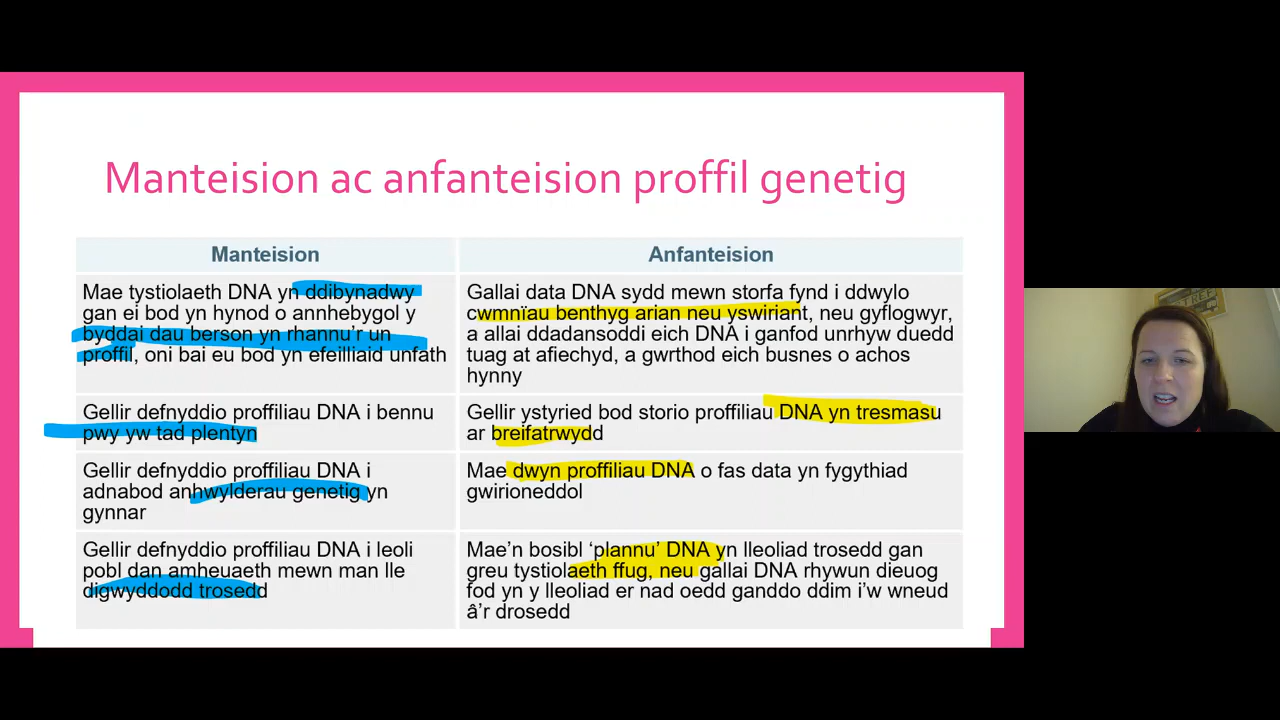 Manteision ac anfanteision proffil genetig
Manteision
Anfanteision
Mae tystiolaeth DNA yn ddibynadwy
gan ei bod yn hynod o annhebygol y
byddai dau berson yn rhannu'r un
proffil, oni bai eu bod yn efeilliaid unfath
Gallai data DNA sydd mewn storfa fynd i ddwylo
cwmnïau benthyg arian neu yswiriant, neu gyflogwyr,
a allai ddadansoddi eich DNA i ganfod unrhyw duedd
tuag at afiechyd, a gwrthod eich busnes o achos
hynny
Gellir defnyddio proffiliau DNA i bennu
pwy yw tad plentyn
Gellir ystyried bod storio proffiliau DNA yn tresmasu
ar breifatrwydd
Gellir defnyddio proffiliau DNA i
adnabod anhwylderau genetig yn
gynnar
Mae dwyn proffiliau DNA o fas data yn fygythiad
gwirioneddol
Gellir defnyddio proffiliau DNA i leoli
pobl dan amheuaeth mewn man lle
digwyddodd trosedd
Mae'n bosibl ‘plannu’ DNA yn lleoliad trosedd gan
greu tystiolaeth ffug, neu gallai DNA rhywun dieuog
fod yn y lleoliad er nad oedd ganddo ddim i'w wneud
â'r drosedd